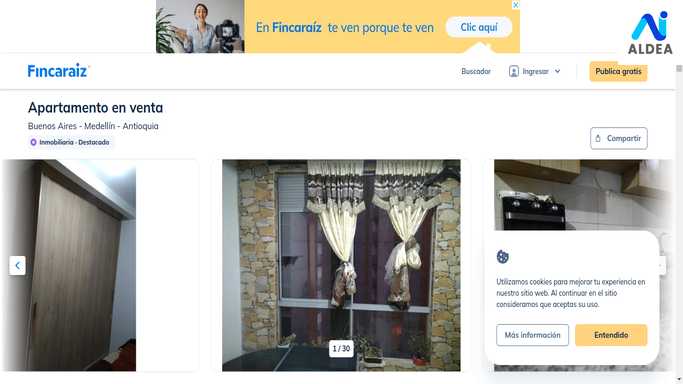 En Fincaraíz te ven porque te ven
Clic aquí
ALDEA
Fincaraíz
Buscador
Ingresar
Publica gratis
Apartamento en venta
Buenos Aires - Medellín - Antioquia
Inmobiliaria · Destacado
Compartir
1 / 30
Utilizamos cookies para mejorar tu experiencia en
nuestro sitio web. Al continuar en el sitio
consideramos que aceptas su uso.
Más información
Entendido